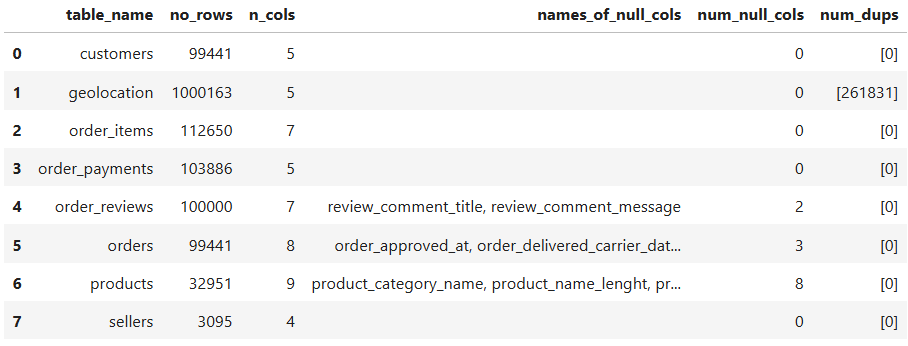 table_name no_rows n_cols names_of_null_cols num_null_cols num_dups
0 customers 99441 5 0 [0]
1 geolocation 1000163 5 0 [261831]
2 order_items 112650 7 0 [0]
3 order_payments 103886 5 0 [0]
4 order_reviews 100000 7 review_comment_title, review_comment_message 2 [0]
5 orders 99441 8 order_approved_at, order_delivered_carrier_dat... 3 [0]
6 products 32951 9 product_category_name, product_name_lenght, pr... 8 [0]
7 sellers 3095 4 0 [0]